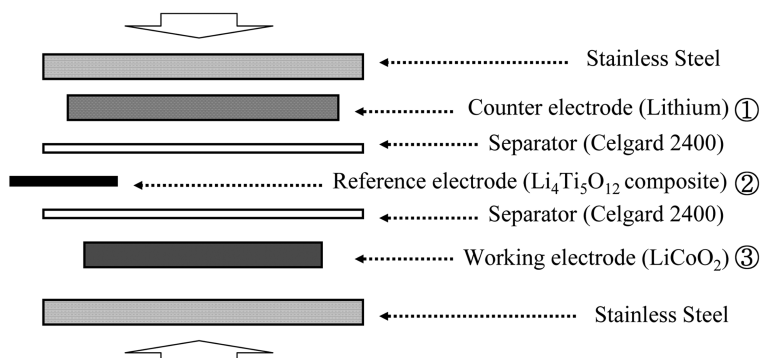 Stainless Steel
Counter electrode (Lithium) ①
Separator (Celgard 2400)
Reference electrode (Li₄Ti₅O₁₂ composite) ②
Separator (Celgard 2400)
Working electrode (LiCoO₂) ③
Stainless Steel